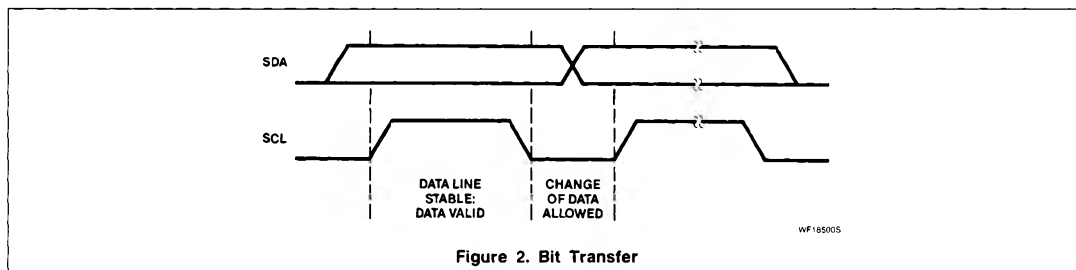 SDA
SCL
DATA LINE
STABLE:
DATA VALID
CHANGE
OF DATA
ALLOWED
WF18500S
Figure 2. Bit Transfer